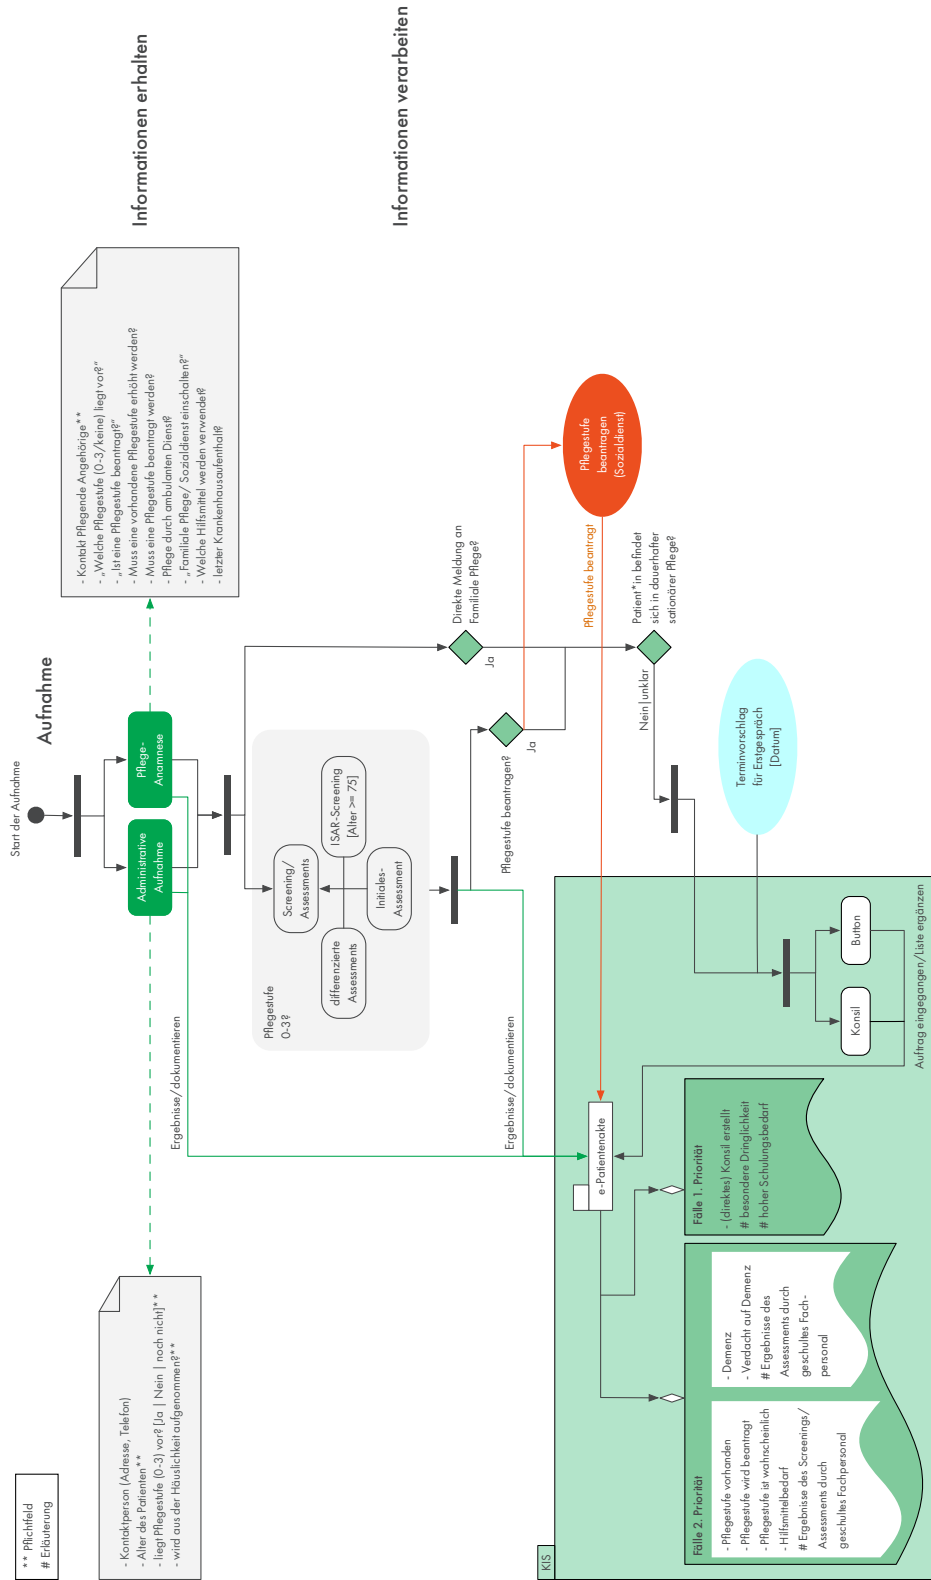 ** Pflichtfeld
# Erläuterung
Start der Aufnahme
Aufnahme
Informationen erhalten
Administrative
Aufnahme
Pflege-
Anamnese
- Kontaktperson (Adresse, Telefon)
- Alter des Patienten**
- liegt Pflegestufe (0-3) vor? [Ja | Nein | noch nicht]**
- wird aus der Häuslichkeit aufgenommen?**
- Kontakt Pflegende Angehörige**
- „Welche Pflegestufe (0-3/keine) liegt vor?“
- „Ist eine Pflegestufe beantragt?“
- Muss eine vorhandene Pflegestufe erhöht werden?
- Muss eine Pflegestufe beantragt werden?
- Pflege durch ambulanten Dienst?
- „Familiale Pflege/ Sozialdienst einschalten?“
- Welche Hilfsmittel werden verwendet?
- letzter Krankenhausaufenthalt?
Ergebnisse/dokumentieren
Pflegestufe
0-3?
Screening/
Assessments
differenzierte
Assessments
ISAR-Screening
[Alter >= 75]
Initiales-
Assessment
Informationen verarbeiten
Direkte Meldung an
Familiale Pflege?
Ja
Pflegestufe beantragen?
Ja
Ergebnisse/dokumentieren
Pflegestufe
beantragen
(Sozialdienst)
Pflegestufe beantragt
Patient*in befindet
sich in dauerhafter
sationärer Pflege?
Nein|unklar
Terminvorschlag
für Erstgespräch
[Datum]
KIS
e-Patientenakte
Konsil
Button
Auftrag eingegangen/Liste ergänzen
Fälle 2. Priorität
- Pflegestufe vorhanden
- Pflegestufe wird beantragt
- Pflegestufe ist wahrscheinlich
- Hilfsmittelbedarf
# Ergebnisse des Screenings/
Assessments durch
geschultes Fachpersonal
- Demenz
- Verdacht auf Demenz
# Ergebnisse des
Assessments durch
geschultes Fach-
personal
Fälle 1. Priorität
- (direktes) Konsil erstellt
# besondere Dringlichkeit
# hoher Schulungsbedarf